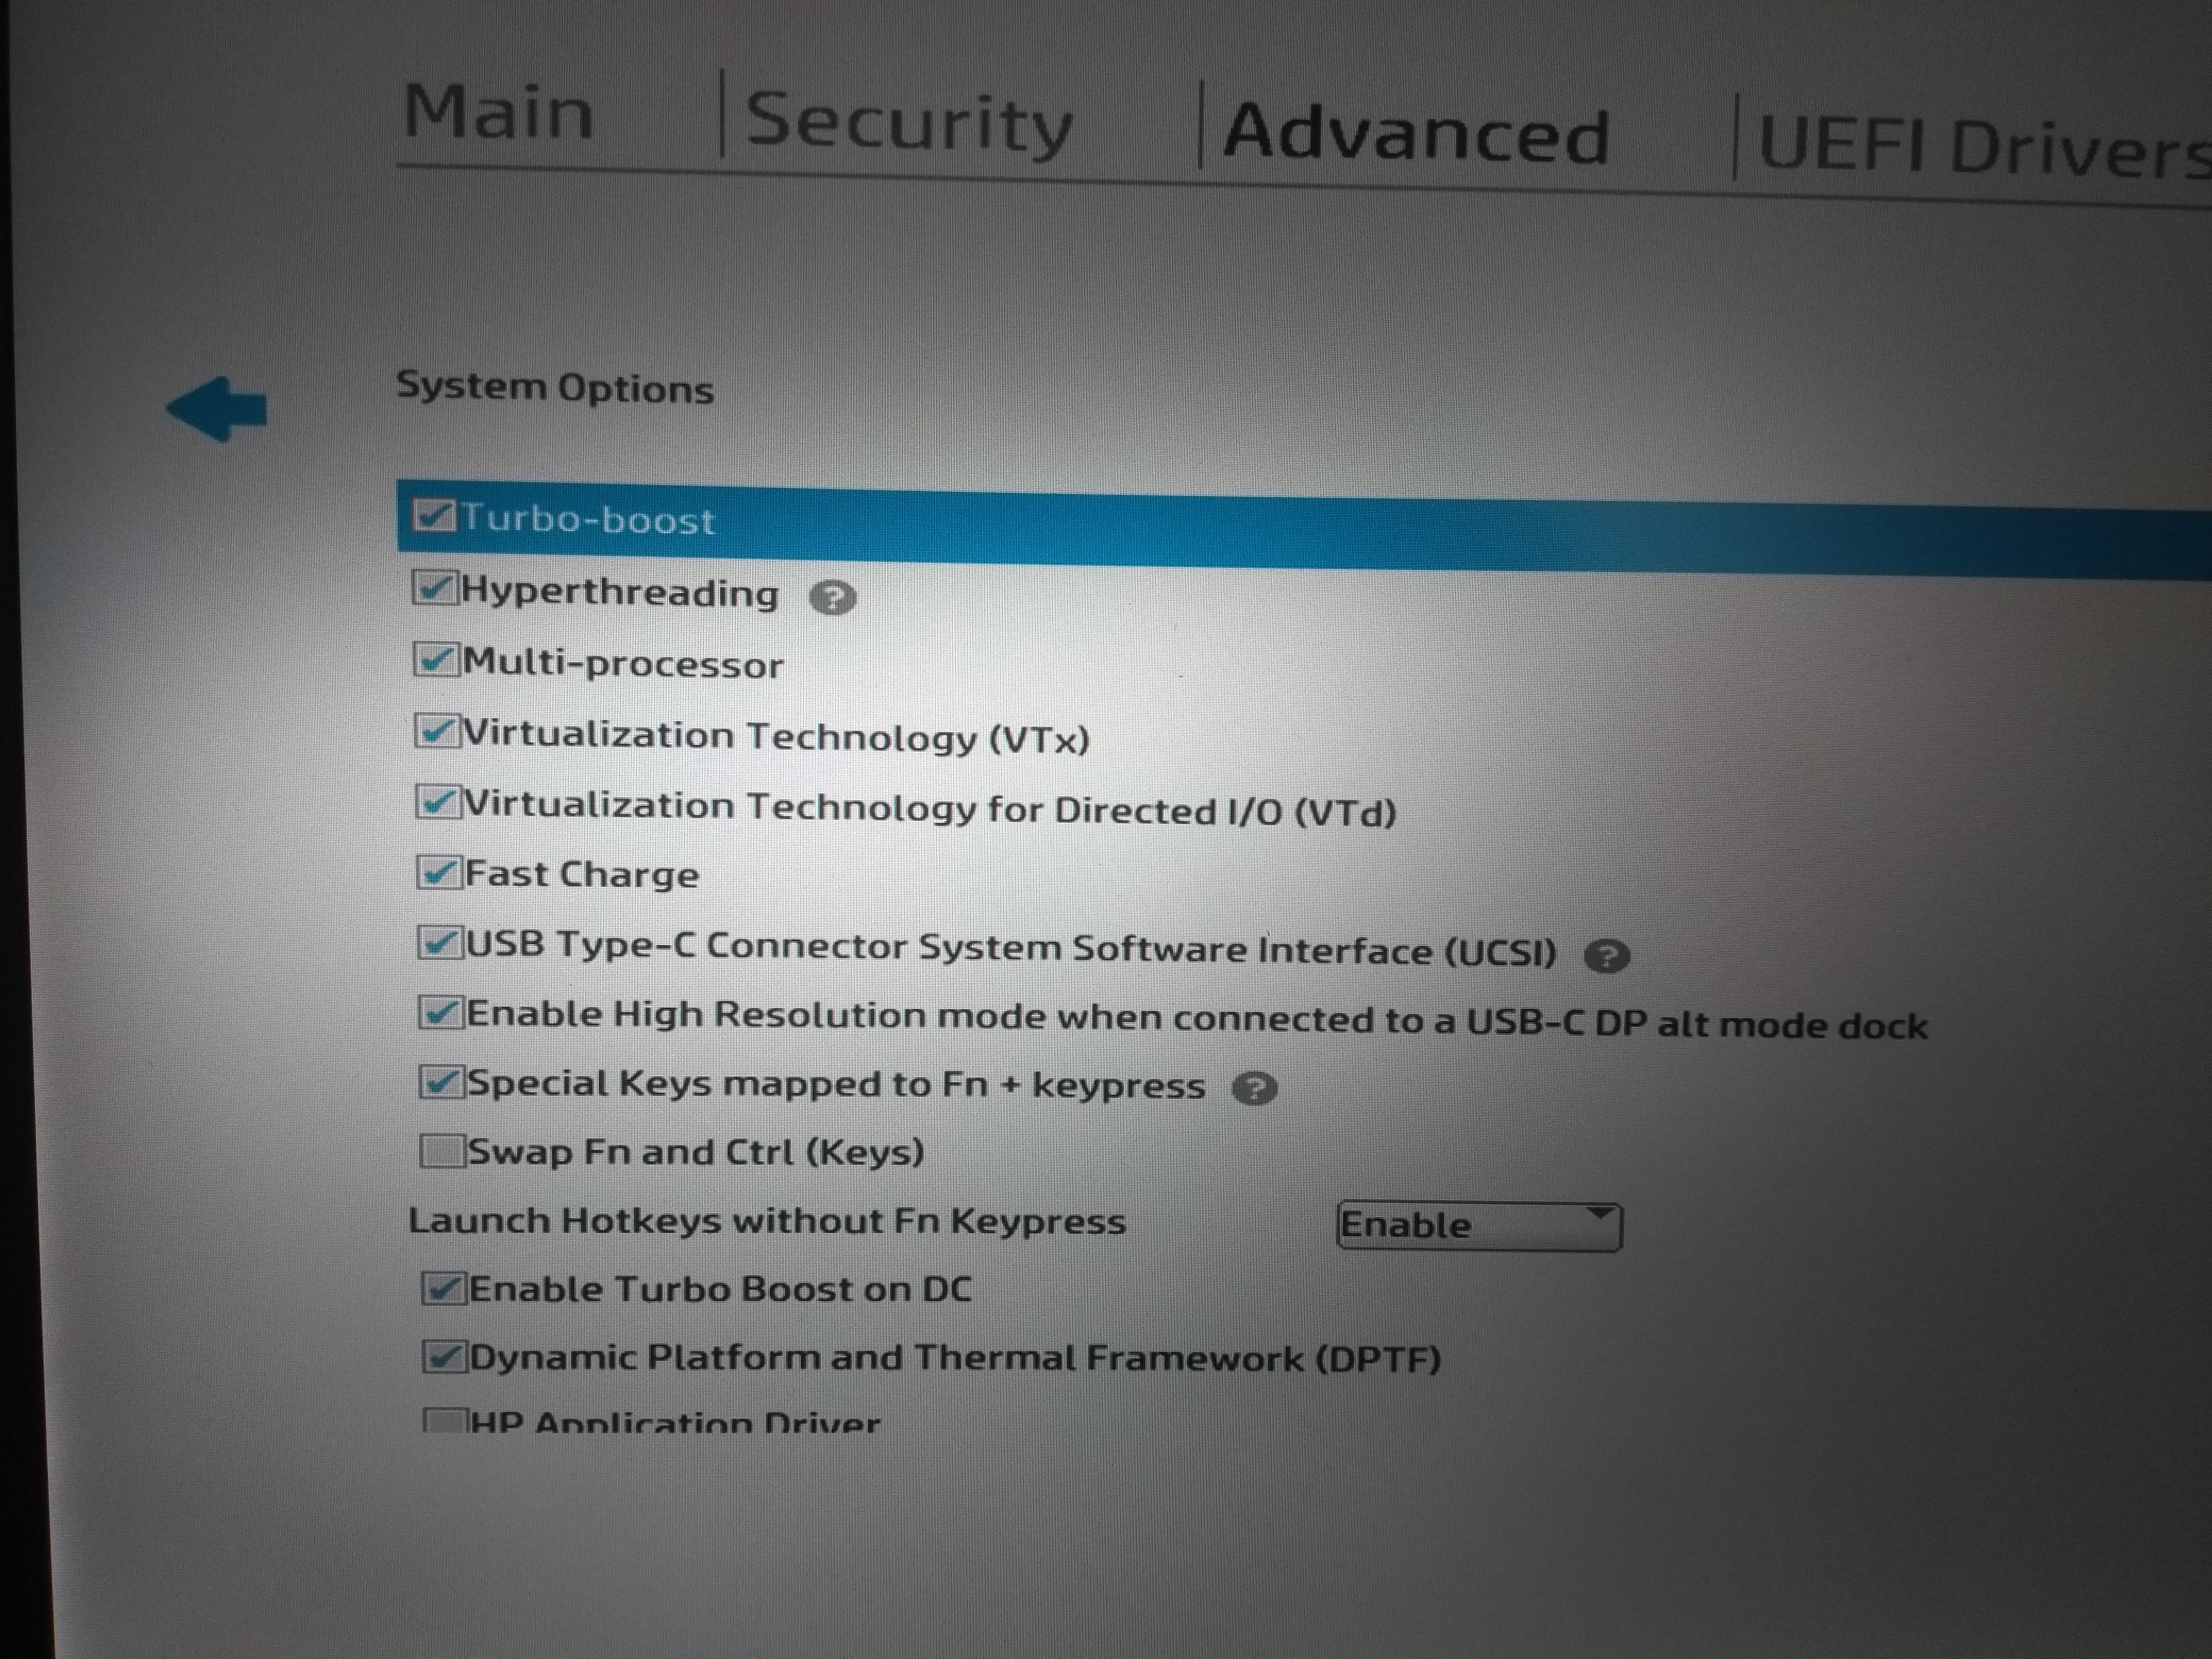 Main | Security | Advanced | UEFI Drivers
System Options
Turbo-boost
Hyperthreading ?
Multi-processor
Virtualization Technology (VTx)
Virtualization Technology for Directed I/O (VTd)
Fast Charge
USB Type-C Connector System Software Interface (UCSI) ?
Enable High Resolution mode when connected to a USB-C DP alt mode dock
Special Keys mapped to Fn + keypress ?
Swap Fn and Ctrl (Keys)
Launch Hotkeys without Fn Keypress Enable
Enable Turbo Boost on DC
Dynamic Platform and Thermal Framework (DPTF)
HP Application Driver